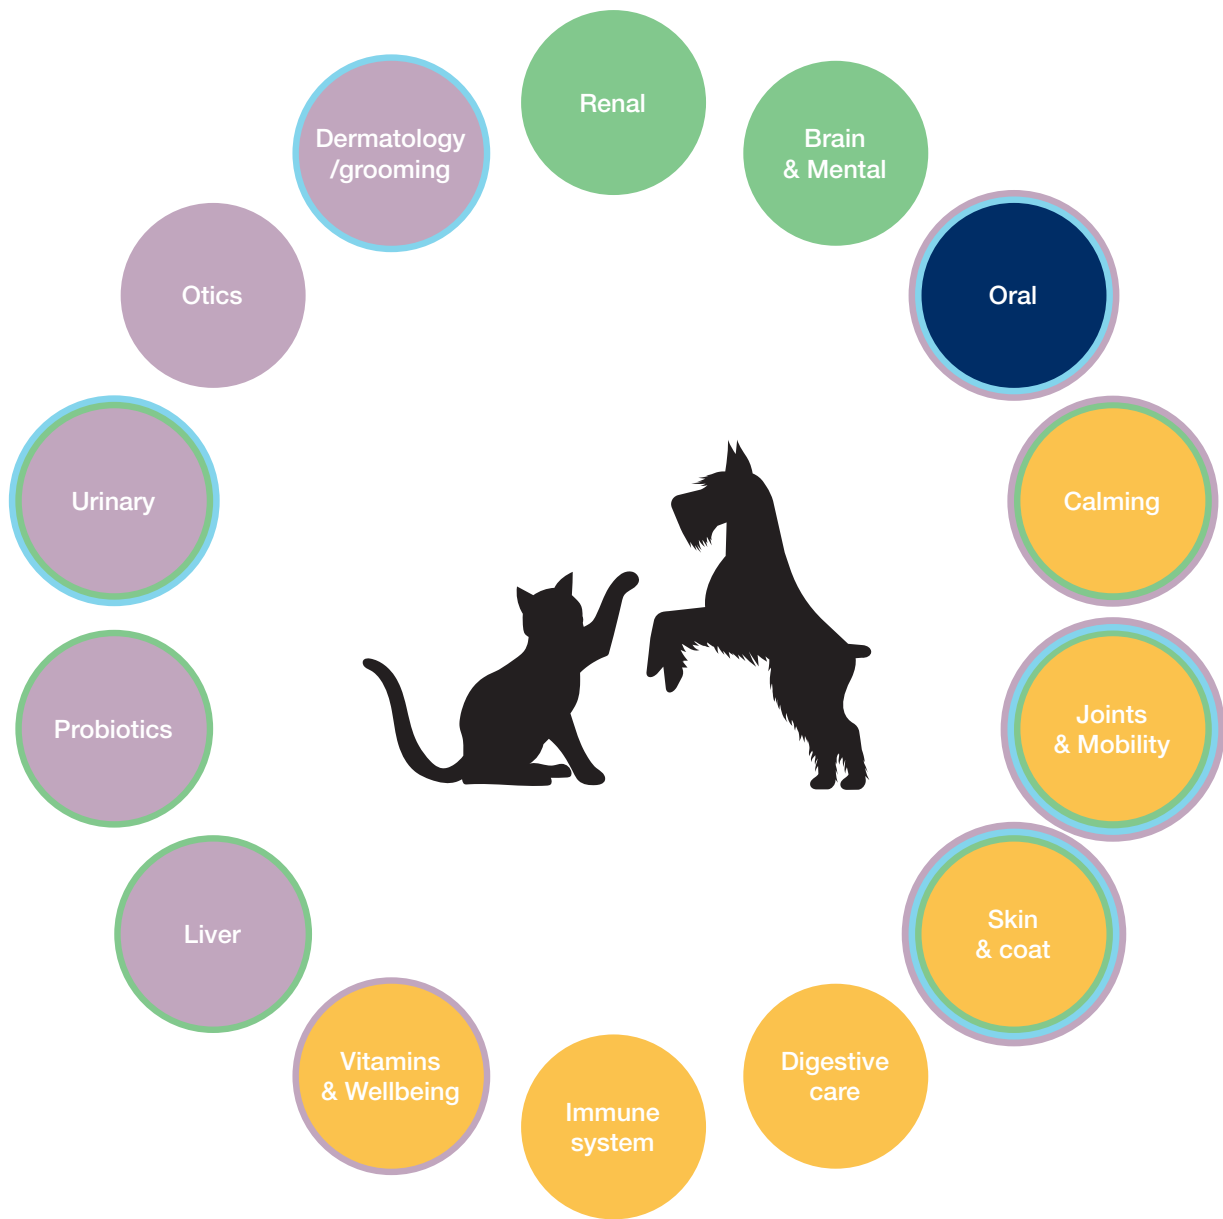 Renal
Brain
& Mental
Oral
Calming
Joints
& Mobility
Skin
& coat
Digestive
care
Immune
system
Vitamins
& Wellbeing
Liver
Probiotics
Urinary
Otics
Dermatology
/grooming